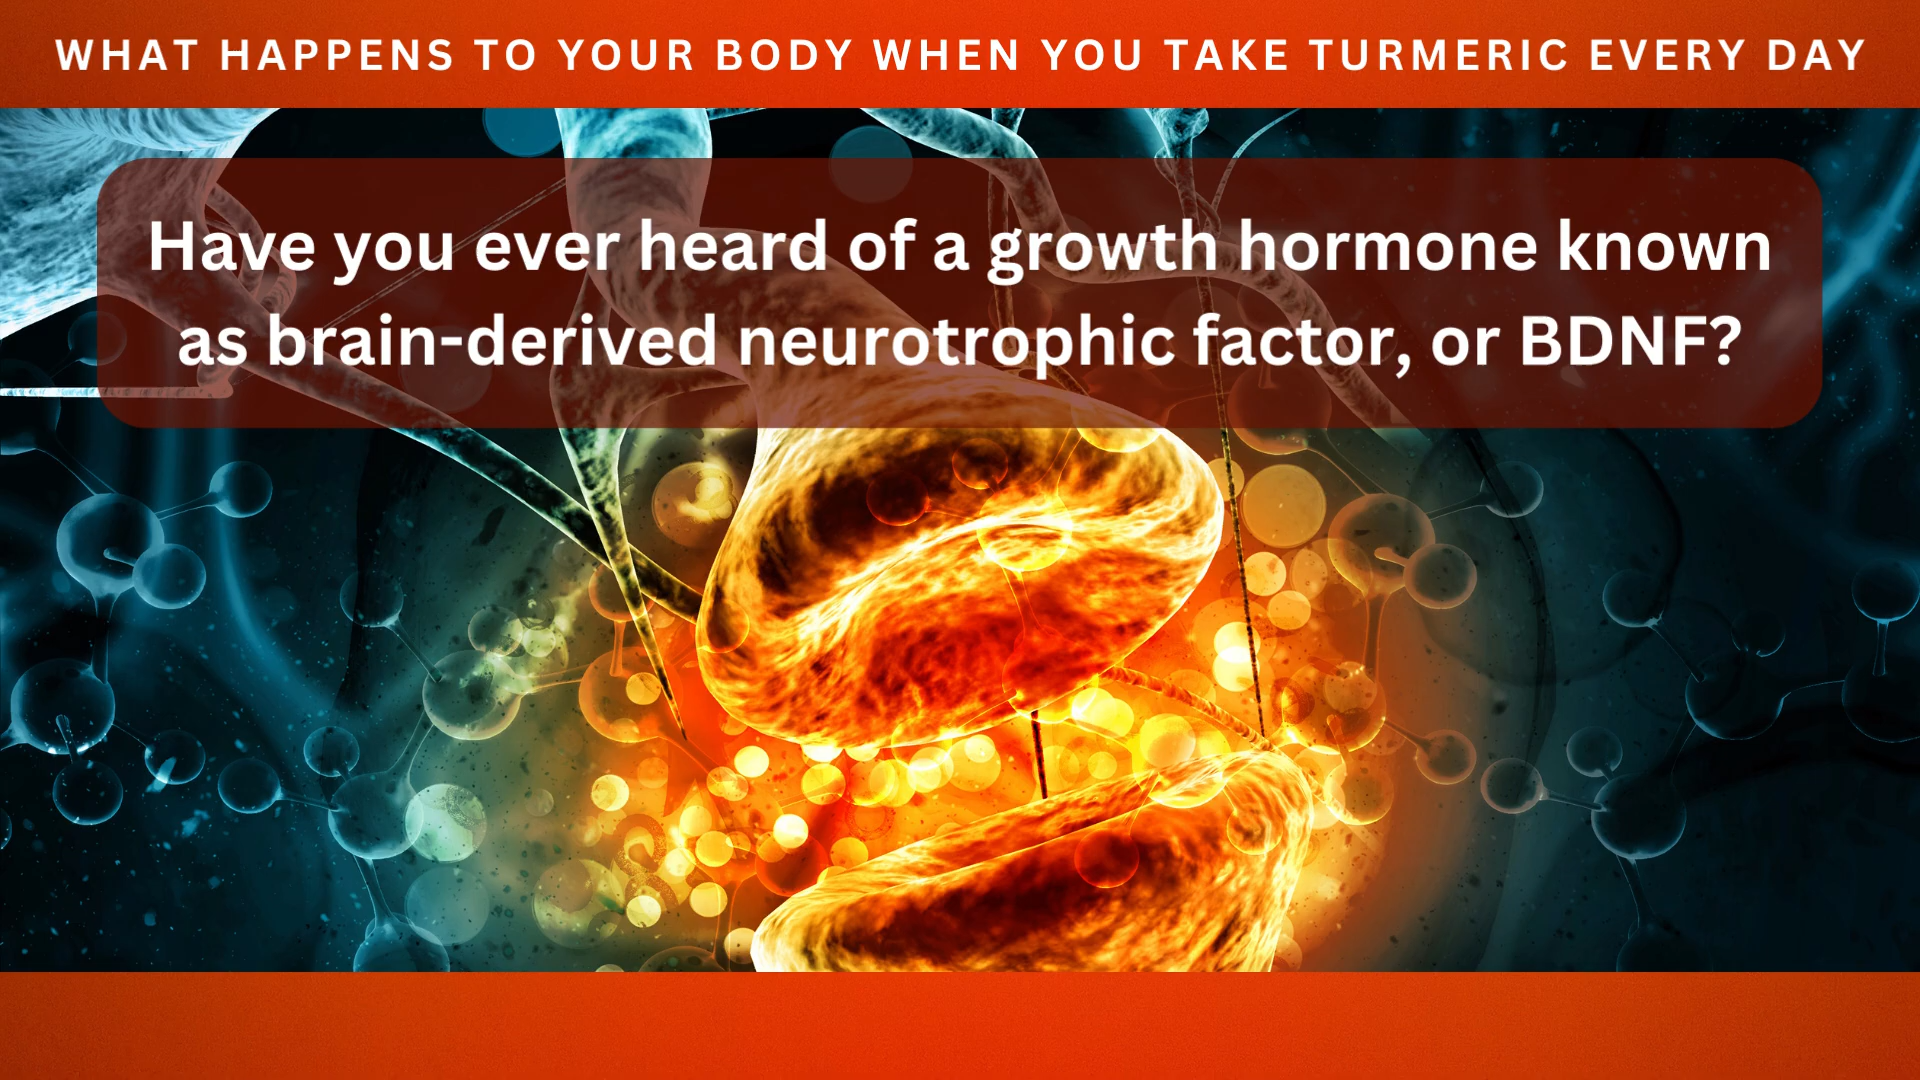 WHAT HAPPENS TO YOUR BODY WHEN YOU TAKE TURMERIC EVERY DAY
Have you ever heard of a growth hormone known
as brain-derived neurotrophic factor, or BDNF?